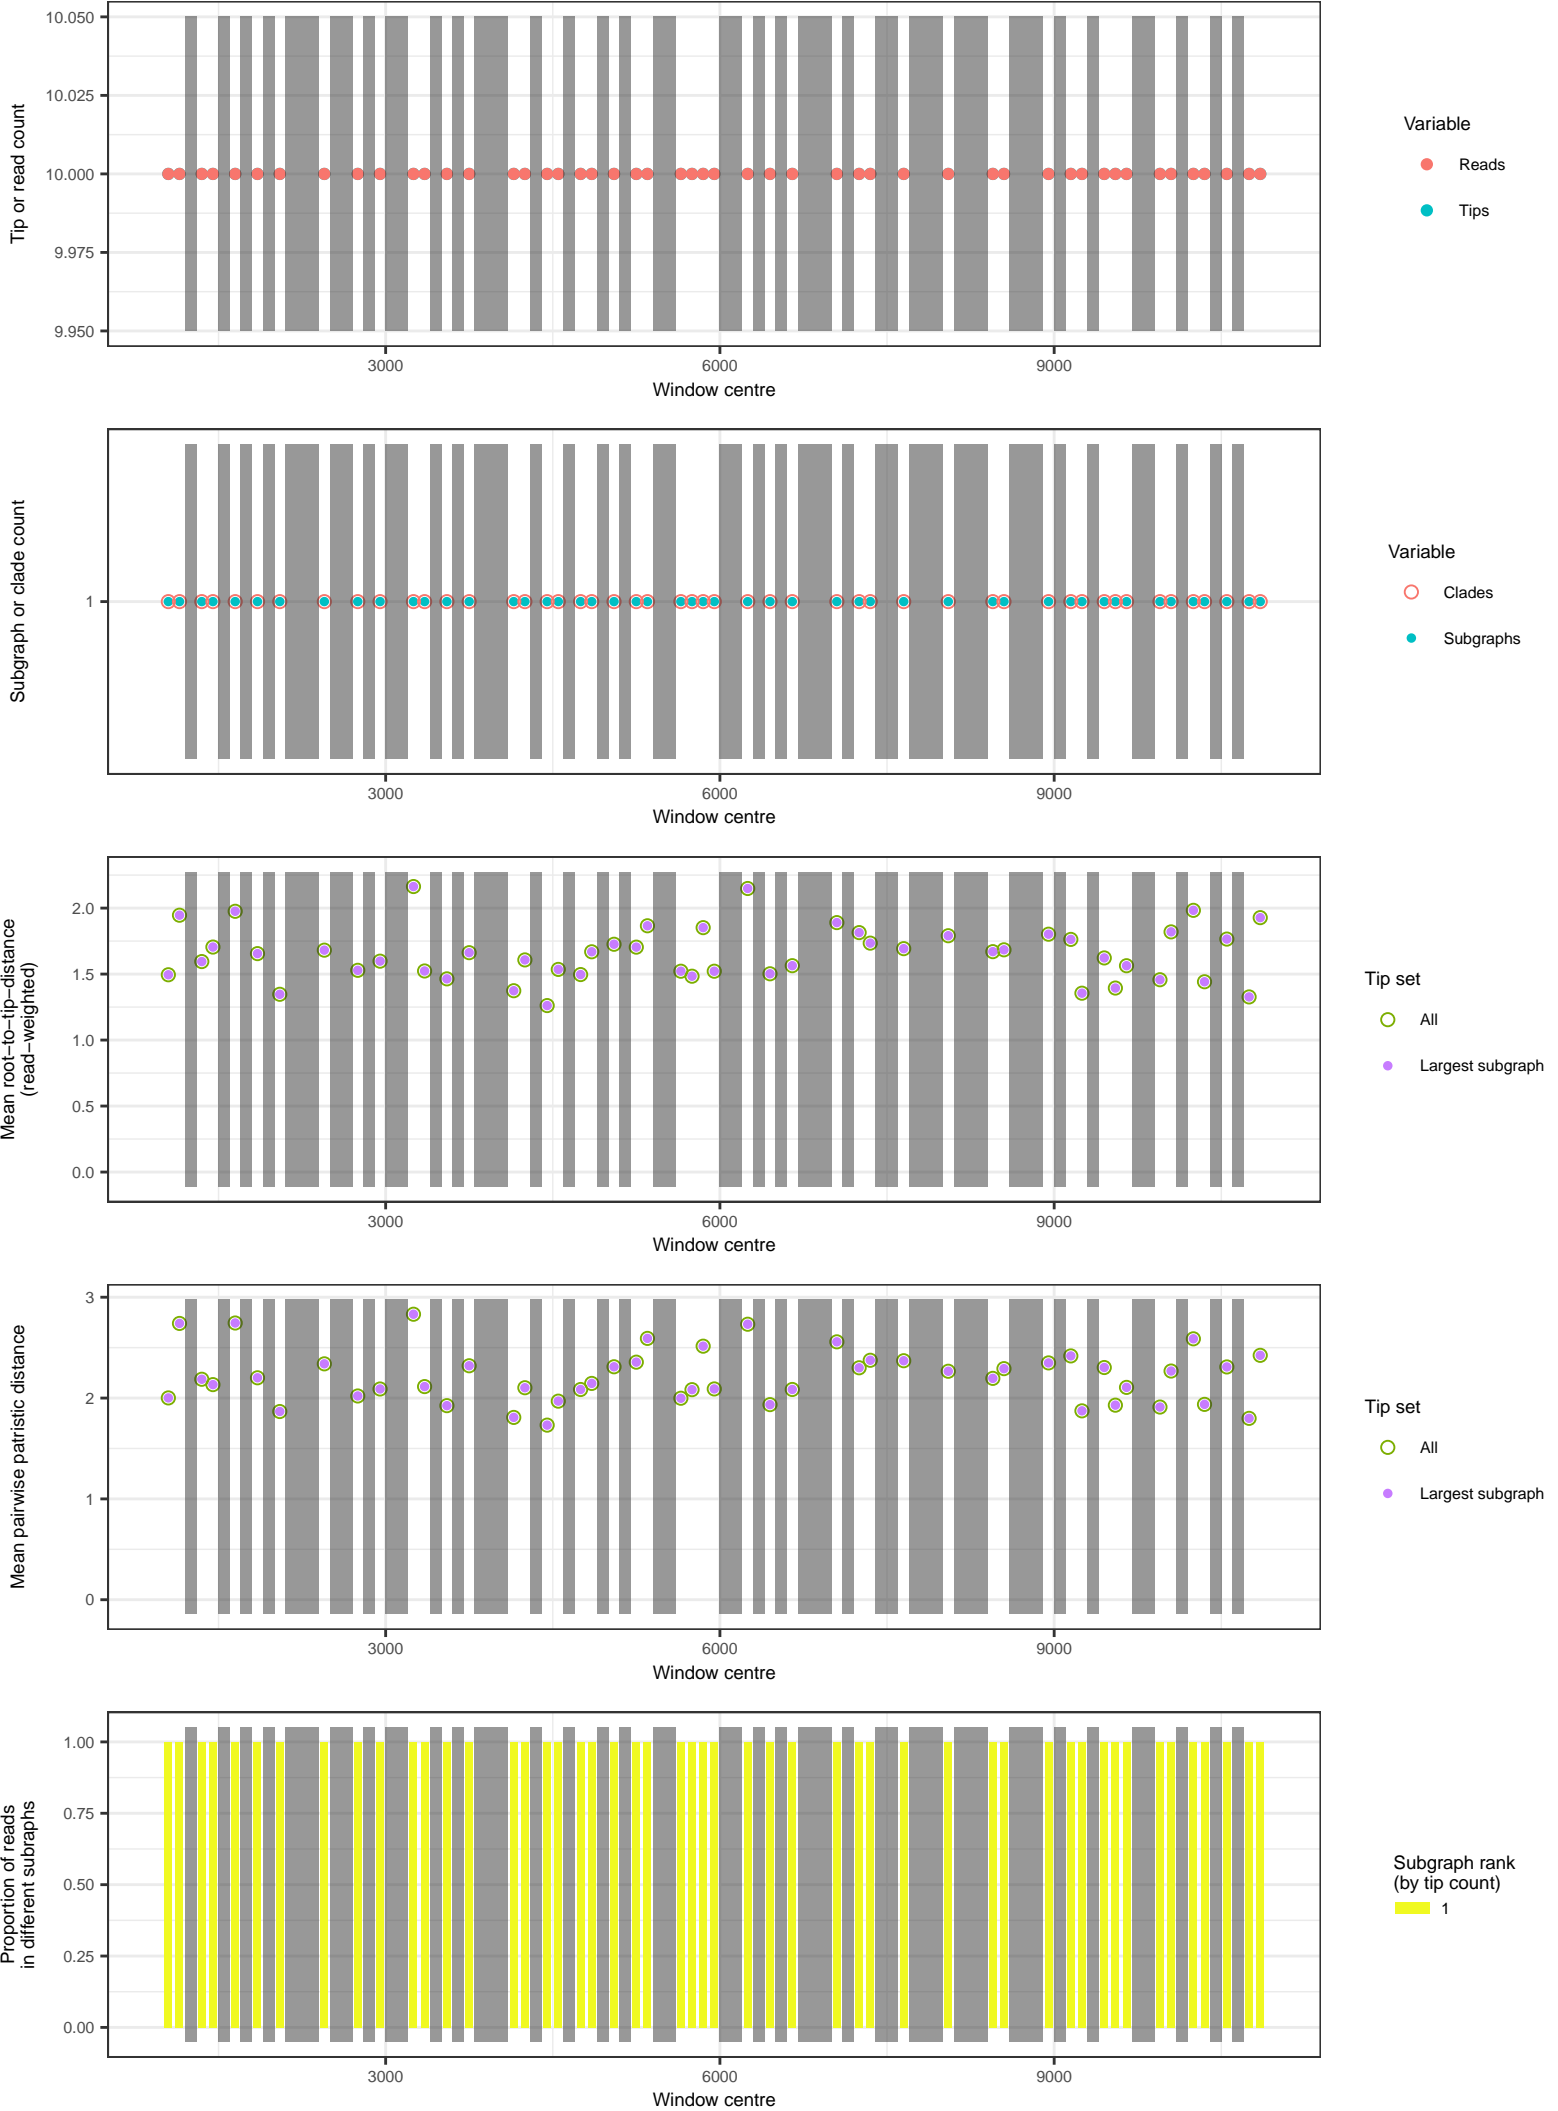 10.050
10.025
10.000
9.975
9.950
Tip or read count
3000
6000
9000
Window centre
Variable
Reads
Tips
1
Subgraph or clade count
3000
6000
9000
Window centre
Variable
Clades
Subgraphs
2.0
1.5
1.0
0.5
0.0
Mean root−to−tip−distance
(read−weighted)
3000
6000
9000
Window centre
Tip set
All
Largest subgraph
3
2
1
0
Mean pairwise patristic distance
3000
6000
9000
Window centre
Tip set
All
Largest subgraph
1.00
0.75
0.50
0.25
0.00
Proportion of reads
in different subraphs
3000
6000
9000
Window centre
Subgraph rank
(by tip count)
1